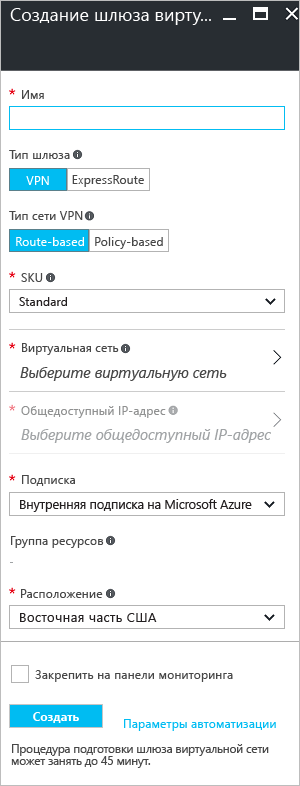 Создание шлюза вирту...
* Имя
Тип шлюза
VPN ExpressRoute
Тип сети VPN
Route-based Policy-based
* SKU
Standard
* Виртуальная сеть
Выберите виртуальную сеть
* Общедоступный IP-адрес
Выберите общедоступный IP-адрес
* Подписка
Внутренняя подписка на Microsoft Azure
Группа ресурсов
-
* Расположение
Восточная часть США
Закрепить на панели мониторинга
Создать Параметры автоматизации
Процедура подготовки шлюза виртуальной сети
может занять до 45 минут.